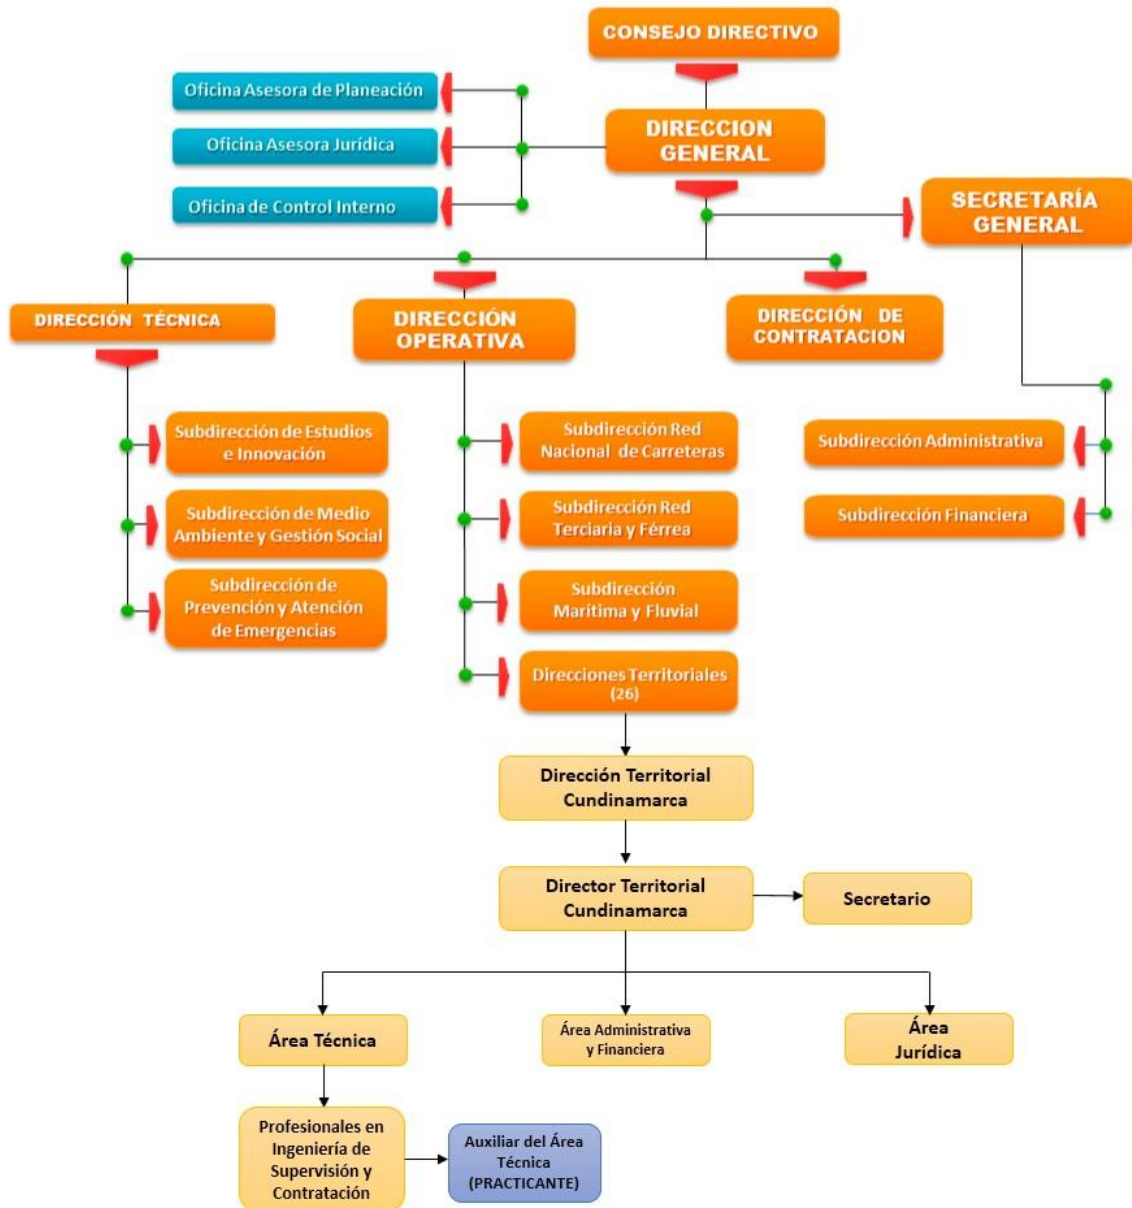 CONSEJO DIRECTIVO
Oficina Asesora de Planeación
DIRECCION
GENERAL
Oficina Asesora Jurídica
Oficina de Control Interno
SECRETARÍA
GENERAL
DIRECCIÓN TÉCNICA
DIRECCIÓN
OPERATIVA
DIRECCIÓN DE
CONTRATACION
Subdirección de Estudios
e Innovación
Subdirección de Medio
Ambiente y Gestión Social
Subdirección de
Prevención y Atención
de Emergencias
Subdirección Red
Nacional de Carreteras
Subdirección Red
Terciaria y Férrea
Subdirección
Marítima y Fluvial
Direcciones Territoriales
(26)
Subdirección Administrativa
Subdirección Financiera
Dirección Territorial
Cundinamarca
Director Territorial
Cundinamarca
Secretario
Área Técnica
Área Administrativa
y Financiera
Área
Jurídica
Profesionales en
Ingeniería de
Supervisión y
Contratación
Auxiliar del Área
Técnica
(PRACTICANTE)